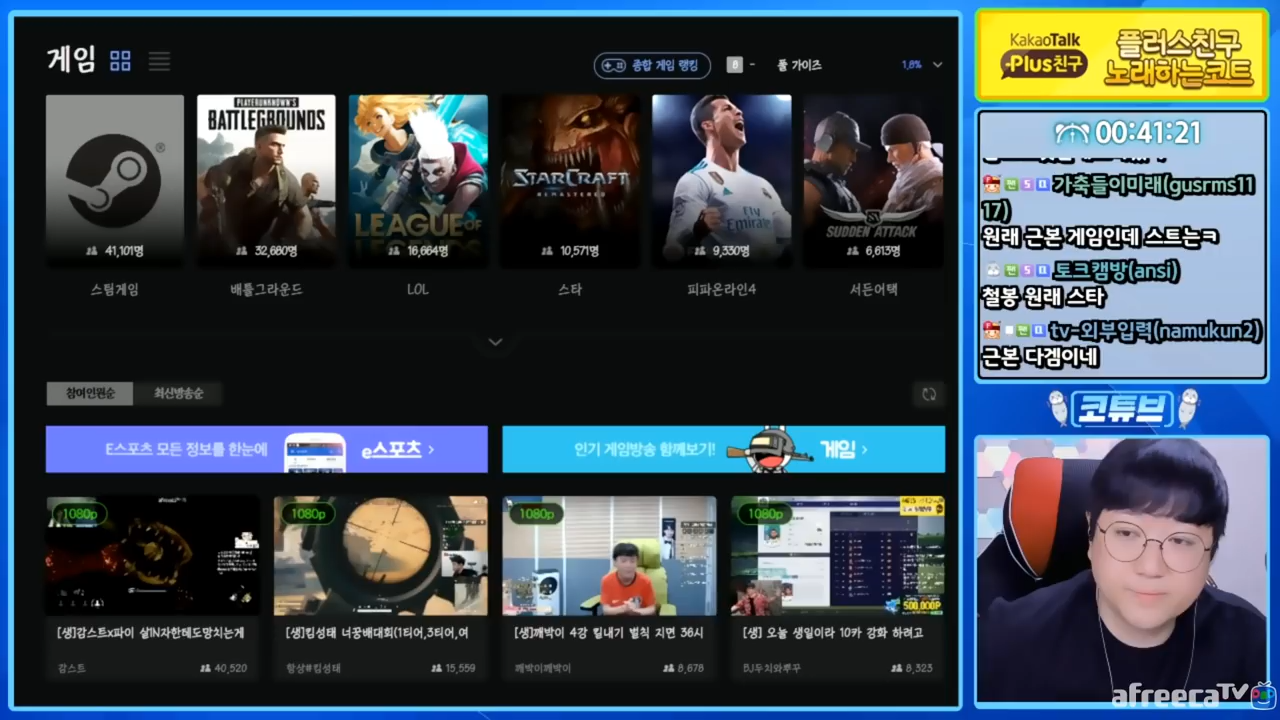 게임
종합 게임 랭킹
8 - 폴 가이즈 1,8%
PLAYERUNKNOWN'S
BATTLEGROUNDS
LEAGUE OF
STARCRAFT
REMASTERED
Fly
Emirates
SA
SUDDEN ATTACK
41,101명
32,660명
16,664명
10,571명
9,330명
6,613명
스팀게임
배틀그라운드
LOL
스타
피파온라인4
서든어택
참여인원순
최신방송순
E스포츠 모든 정보를 한눈에
e스포츠 >
인기 게임방송 함께보기!
게임 >
1080p
1080p
1080p
1080p
500,000P
[생]감스트x파이 살IN자한테도망치는게
[생]킴성태 너꿍배대회(1티어,3티어,여
[생]깨박이 4강 킬내기 벌칙 지면 36시
[생] 오늘 생일이라 10카 강화 하려고
감스트
40,520
항상#킴성태
15,559
깨박이깨박이
8,678
BJ두치와뿌꾸
8,323
KakaoTalk
Plus친구
플러스친구
노래하는코트
00:41:21
팬 5 가축들이미래(gusrms11
17)
원래 근본 게임인데 스트는ㅋ
팬 5 토크캠방(ansi)
철봉 원래 스타
팬 tv-외부입력(namukun2)
근본 다겜이네
코튜브
afreecaTV